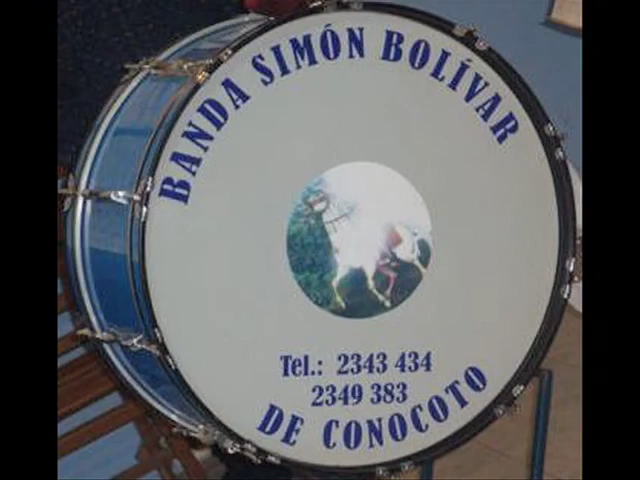 BANDA SIMÓN BOLÍVAR
Tel.: 2343 434
2349 383
DE CONOCOTO